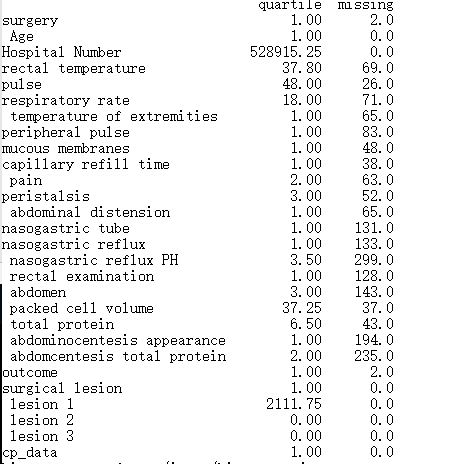 quartile missing
surgery 1.00 2.0
Age 1.00 0.0
Hospital Number 528915.25 0.0
rectal temperature 37.80 69.0
pulse 48.00 26.0
respiratory rate 18.00 71.0
temperature of extremities 1.00 65.0
peripheral pulse 1.00 83.0
mucous membranes 1.00 48.0
capillary refill time 1.00 38.0
pain 2.00 63.0
peristalsis 3.00 52.0
abdominal distension 1.00 65.0
nasogastric tube 1.00 131.0
nasogastric reflux 1.00 133.0
nasogastric reflux PH 3.50 299.0
rectal examination 1.00 128.0
abdomen 3.00 143.0
packed cell volume 37.25 37.0
total protein 6.50 43.0
abdominocentesis appearance 1.00 194.0
abdomcentesis total protein 2.00 235.0
outcome 1.00 2.0
surgical lesion 1.00 0.0
lesion 1 2111.75 0.0
lesion 2 0.00 0.0
lesion 3 0.00 0.0
cp_data 1.00 0.0